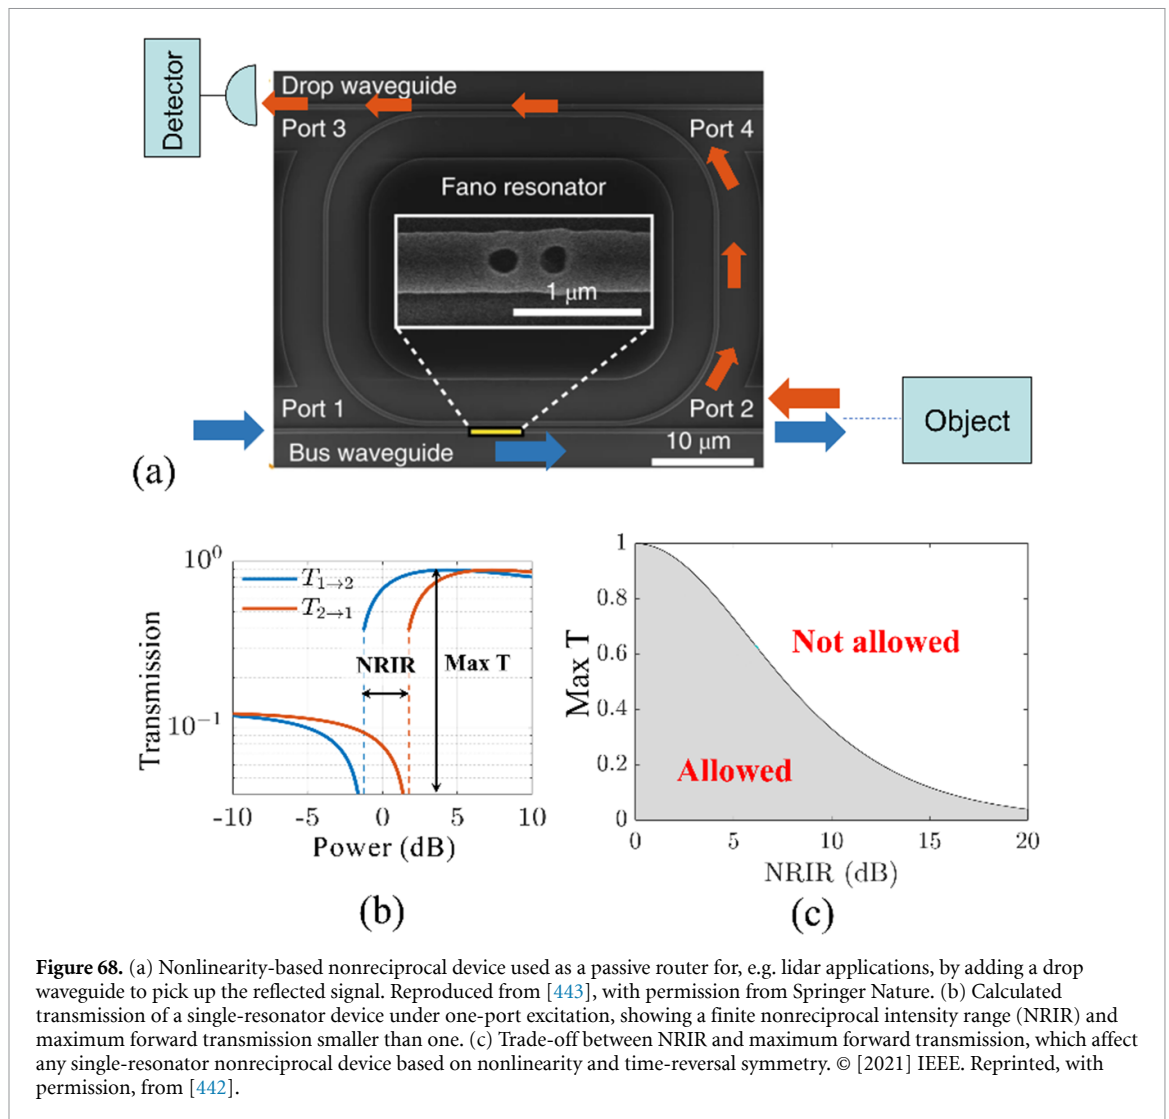 Detector
Drop waveguide
Port 3
Port 4
Fano resonator
1 μm
Port 1
Port 2
Object
Bus waveguide
10 μm
(a)
10⁰
10⁻¹
Transmission
T₁→₂
T₂→₁
NRIR
Max T
-10
-5
0
5
10
Power (dB)
(b)
1
0.8
0.6
0.4
0.2
0
Max T
Not allowed
Allowed
0
5
10
15
20
NRIR (dB)
(c)
Figure 68. (a) Nonlinearity-based nonreciprocal device used as a passive router for, e.g. lidar applications, by adding a drop
waveguide to pick up the reflected signal. Reproduced from [443], with permission from Springer Nature. (b) Calculated
transmission of a single-resonator device under one-port excitation, showing a finite nonreciprocal intensity range (NRIR) and
maximum forward transmission smaller than one. (c) Trade-off between NRIR and maximum forward transmission, which affect
any single-resonator nonreciprocal device based on nonlinearity and time-reversal symmetry. © [2021] IEEE. Reprinted, with
permission, from [442].